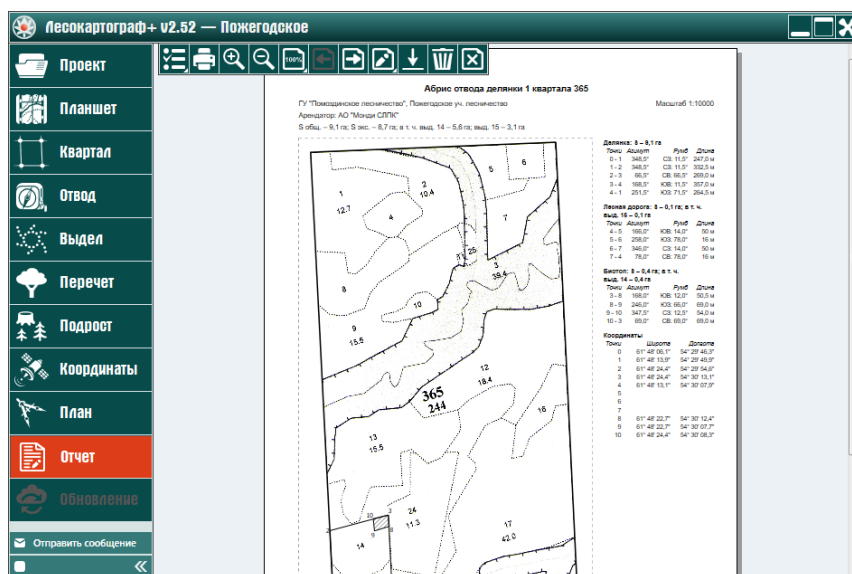 Лесокартограф+ v2.52 — Пожегодское
Проект
Планшет
Квартал
Отвод
Выдел
Перечет
Подрост
Координаты
План
Отчет
Обновление
Отправить сообщение
100%
Абрис отвода делянки 1 квартала 365
ГУ "Помоздинское лесничество", Пожегодское уч. лесничество
Масштаб 1:10000
Арендатор: АО "Монди СЛПК"
S общ. – 9,1 га; S экс. – 8,7 га; в т. ч. выд. 14 – 5,6 га; выд. 15 – 3,1 га
Делянка: S – 9,1 га
Точки Азимут Румб Длина
0 - 1 348,5° СЗ: 11,5° 247,0 м
1 - 2 348,5° СЗ: 11,5° 332,5 м
2 - 3 66,5° СВ: 66,5° 269,0 м
3 - 4 168,5° ЮВ: 11,5° 357,0 м
4 - 1 251,5° ЮЗ: 71,5° 264,5 м
Лесная дорога: S – 0,1 га; в т. ч.
выд. 15 – 0,1 га
Точки Азимут Румб Длина
4 - 5 166,0° ЮВ: 14,0° 50 м
5 - 6 258,0° ЮЗ: 78,0° 16 м
6 - 7 346,0° СЗ: 14,0° 50 м
7 - 4 78,0° СВ: 78,0° 16 м
Биотоп: S – 0,4 га; в т. ч.
выд. 14 – 0,4 га
Точки Азимут Румб Длина
3 - 8 168,0° ЮВ: 12,0° 50,5 м
8 - 9 246,0° ЮЗ: 66,0° 69,0 м
9 - 10 347,5° СЗ: 12,5° 54,0 м
10 - 3 69,0° СВ: 69,0° 69,0 м
Координаты
Точки Широта Долгота
0 61° 48' 06,1" 54° 29' 46,3"
1 61° 48' 13,9" 54° 29' 49,9"
2 61° 48' 24,4" 54° 29' 54,6"
3 61° 48' 24,4" 54° 30' 13,1"
4 61° 48' 13,1" 54° 30' 07,9"
5
6
7
8 61° 48' 22,7" 54° 30' 12,4"
9 61° 48' 22,7" 54° 30' 07,7"
10 61° 48' 24,4" 54° 30' 08,3"
1
12.7
2
10.4
4
5
6
7
25
3
39.4
8
10
9
15.5
12
18.4
365
244
16
13
15.5
24
11.3
17
42.0
2
10
3
9
8
14